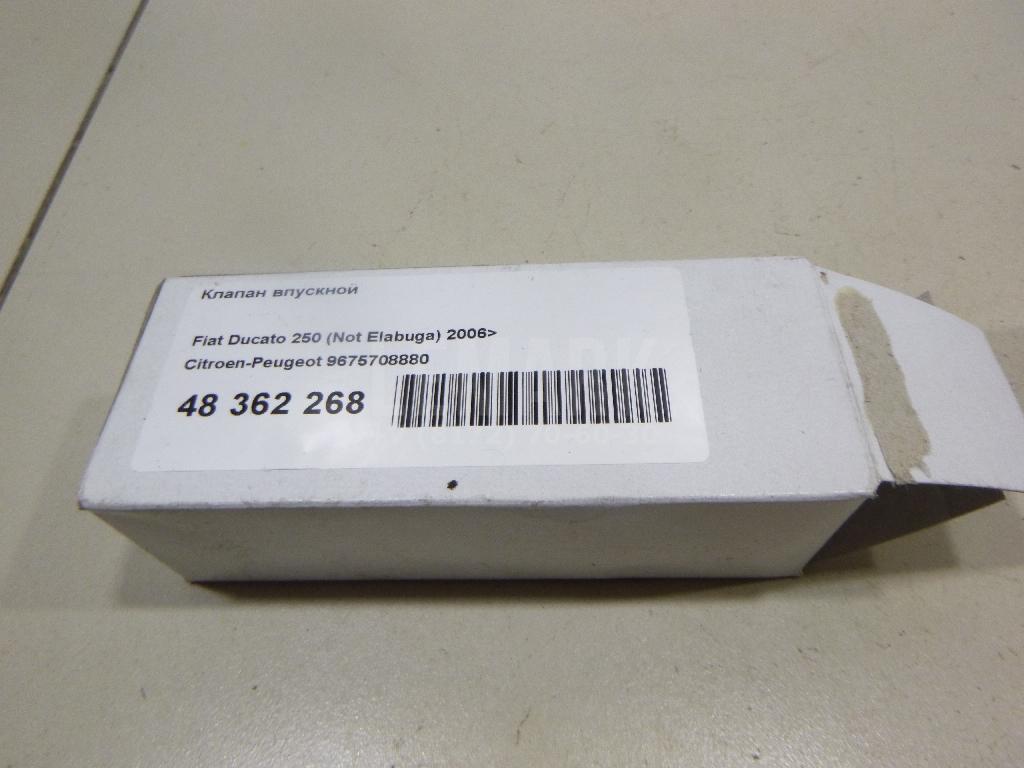 Клапан впускной
Fiat Ducato 250 (Not Elabuga) 2006>
Citroen-Peugeot 9675708880
48 362 268